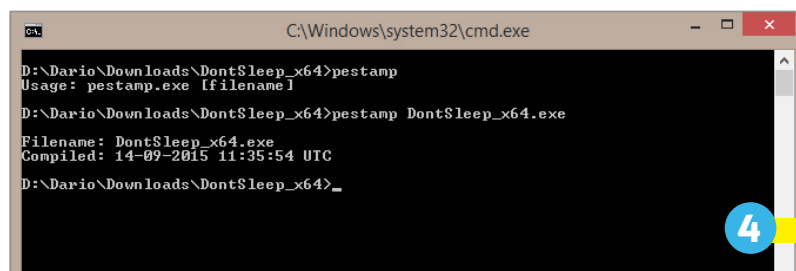 C:\Windows\system32\cmd.exe
D:\Dario\Downloads\DontSleep_x64>pestamp
Usage: pestamp.exe [filename]
D:\Dario\Downloads\DontSleep_x64>pestamp DontSleep_x64.exe
Filename: DontSleep_x64.exe
Compiled: 14-09-2015 11:35:54 UTC
D:\Dario\Downloads\DontSleep_x64>_
4